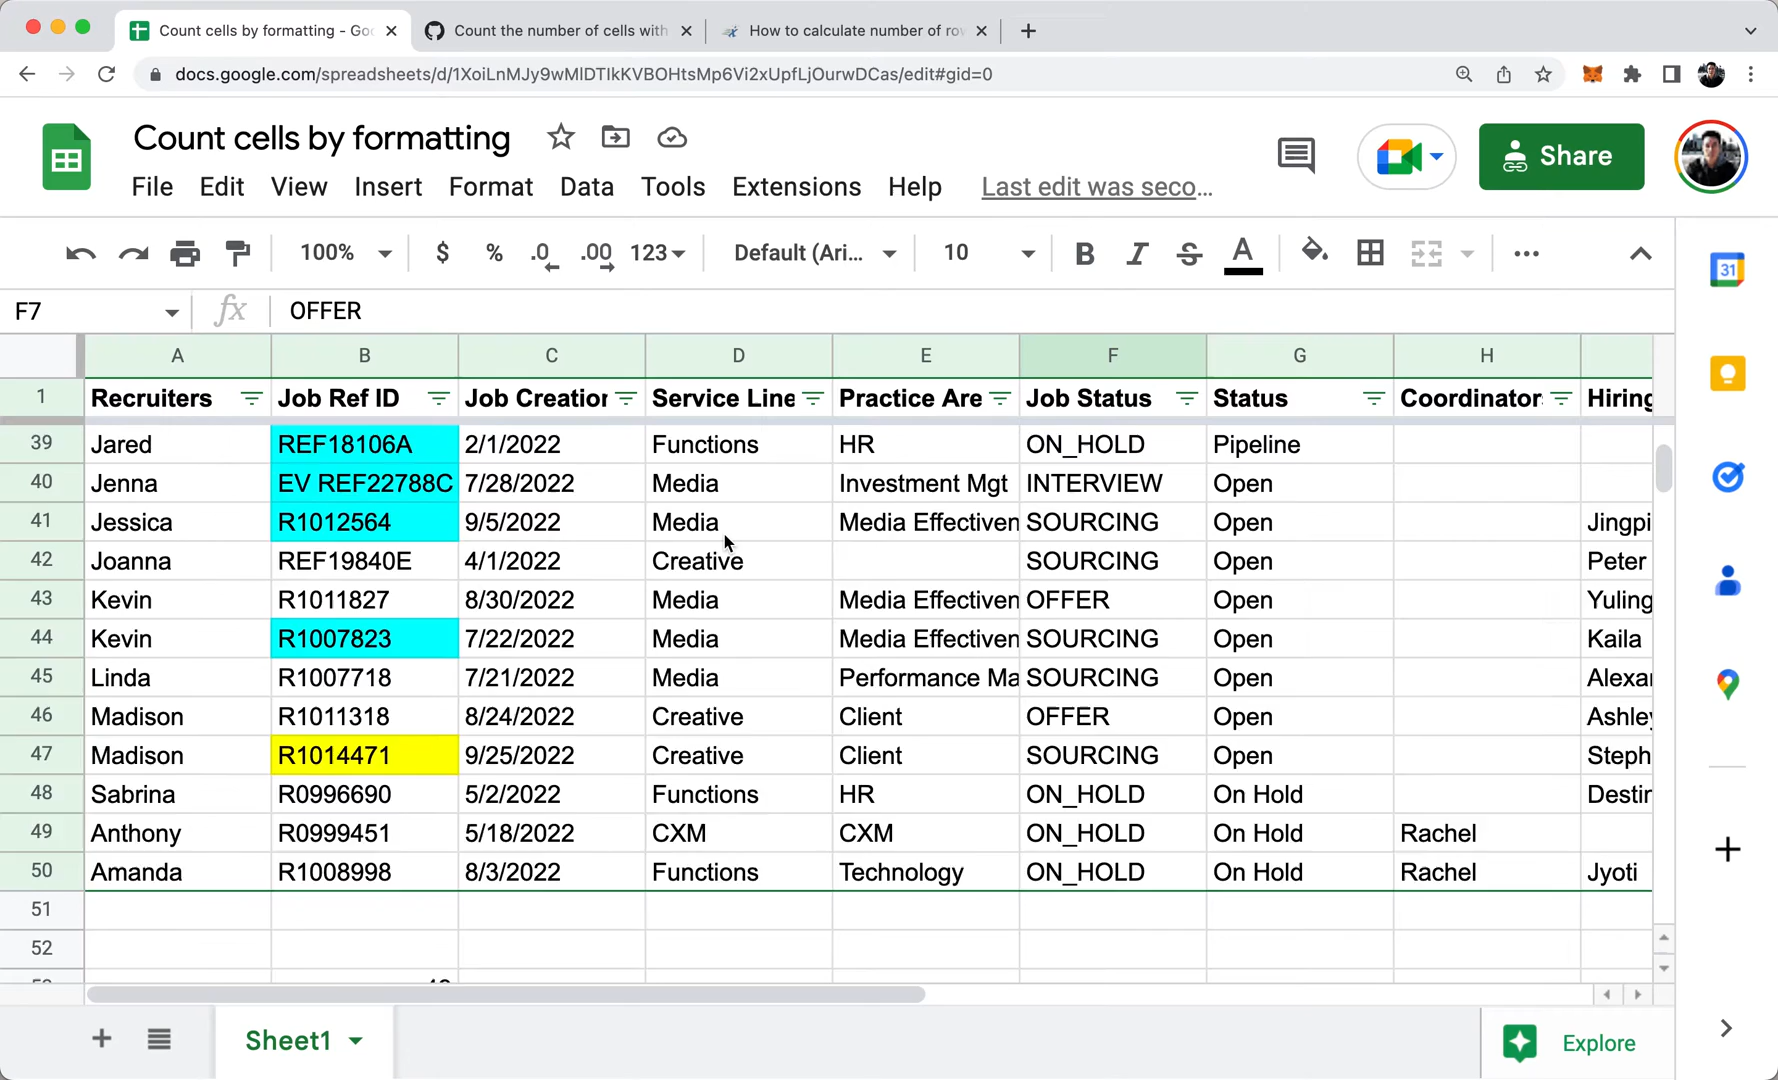 Count cells by formatting - Goo
Count the number of cells with
How to calculate number of row
docs.google.com/spreadsheets/d/1XoiLnMJy9wMlDTIkKVBOHtsMp6Vi2xUpfLjOurwDCas/edit#gid=0
Count cells by formatting
Share
File Edit View Insert Format Data Tools Extensions Help Last edit was seco...
100% $ % .0 .00 123 Default (Ari... 10 B I S A
31
F7 fx OFFER
A B C D E F G H
1 Recruiters Job Ref ID Job Creation Service Line Practice Are Job Status Status Coordinator Hiring
39 Jared REF18106A 2/1/2022 Functions HR ON_HOLD Pipeline
40 Jenna EV REF22788C 7/28/2022 Media Investment Mgt INTERVIEW Open
41 Jessica R1012564 9/5/2022 Media Media Effectiven SOURCING Open Jingpi
42 Joanna REF19840E 4/1/2022 Creative SOURCING Open Peter
43 Kevin R1011827 8/30/2022 Media Media Effectiven OFFER Open Yuling
44 Kevin R1007823 7/22/2022 Media Media Effectiven SOURCING Open Kaila
45 Linda R1007718 7/21/2022 Media Performance Ma SOURCING Open Alexa
46 Madison R1011318 8/24/2022 Creative Client OFFER Open Ashley
47 Madison R1014471 9/25/2022 Creative Client SOURCING Open Steph
48 Sabrina R0996690 5/2/2022 Functions HR ON_HOLD On Hold Destin
49 Anthony R0999451 5/18/2022 CXM CXM ON_HOLD On Hold Rachel
50 Amanda R1008998 8/3/2022 Functions Technology ON_HOLD On Hold Rachel Jyoti
51
52
Sheet1
Explore